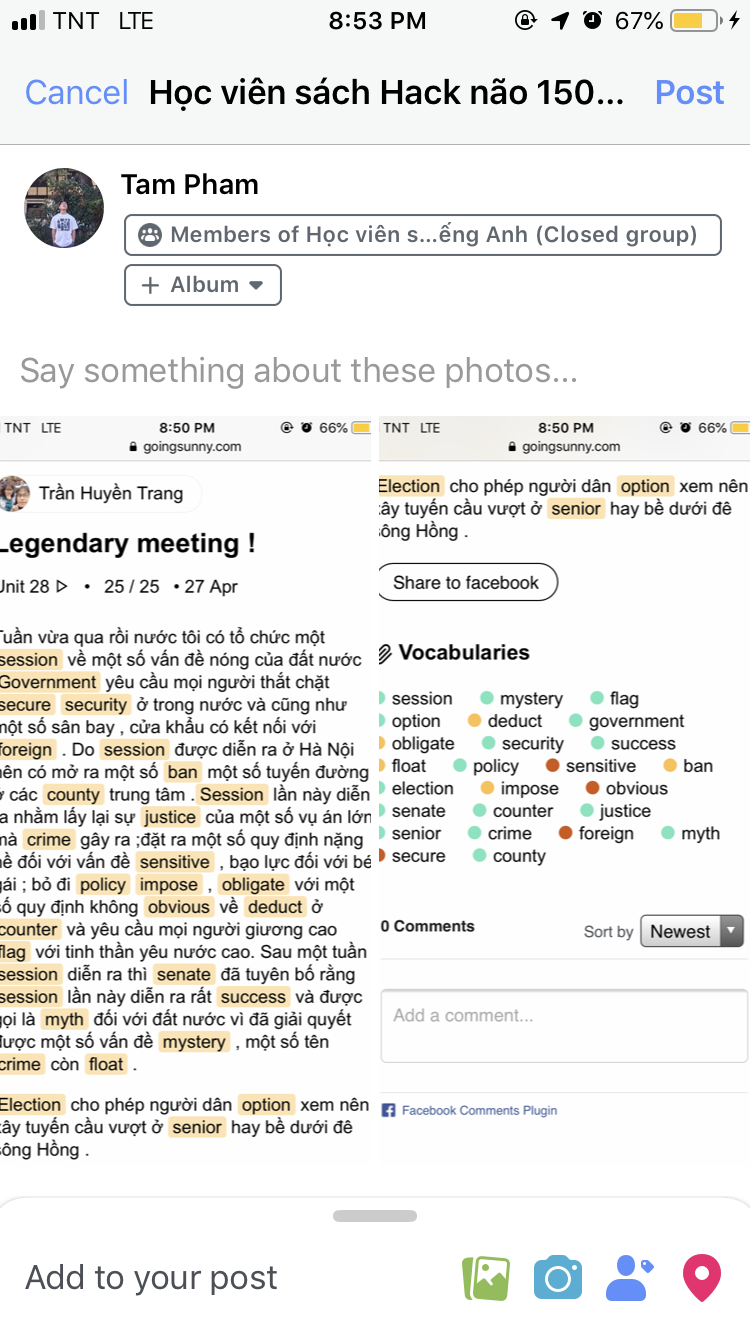 TNT LTE 8:53 PM 67%
Cancel Học viên sách Hack não 150... Post
Tam Pham
Members of Học viên s...ếng Anh (Closed group)
+ Album
Say something about these photos...
TNT LTE 8:50 PM 66%
goingsunny.com
Trần Huyền Trang
Legendary meeting !
Unit 28 • 25 / 25 • 27 Apr
Tuần vừa qua rồi nước tôi có tổ chức một
session về một số vấn đề nóng của đất nước
Government yêu cầu mọi người thắt chặt
secure security ở trong nước và cũng như
một số sân bay , cửa khẩu có kết nối với
foreign . Do session được diễn ra ở Hà Nội
nên có mở ra một số ban một số tuyến đường
ở các county trung tâm . Session lần này diễn
ra nhằm lấy lại sự justice của một số vụ án lớn
mà crime gây ra ;đặt ra một số quy định nặng
nề đối với vấn đề sensitive , bạo lực đối với bé
gái ; bỏ đi policy impose , obligate với một
số quy định không obvious về deduct ở
counter và yêu cầu mọi người giương cao
flag với tinh thần yêu nước cao. Sau một tuần
session diễn ra thì senate đã tuyên bố rằng
session lần này diễn ra rất success và được
gọi là myth đối với đất nước vì đã giải quyết
được một số vấn đề mystery , một số tên
crime còn float .
Election cho phép người dân option xem nên
xây tuyến cầu vượt ở senior hay bề dưới đê
sông Hồng .
TNT LTE 8:50 PM 66%
goingsunny.com
Election cho phép người dân option xem nên
xây tuyến cầu vượt ở senior hay bề dưới đê
sông Hồng .
Share to facebook
Vocabularies
session mystery flag
option deduct government
obligate security success
float policy sensitive ban
election impose obvious
senate counter justice
senior crime foreign myth
secure county
0 Comments Sort by Newest
Add a comment...
Facebook Comments Plugin
Add to your post